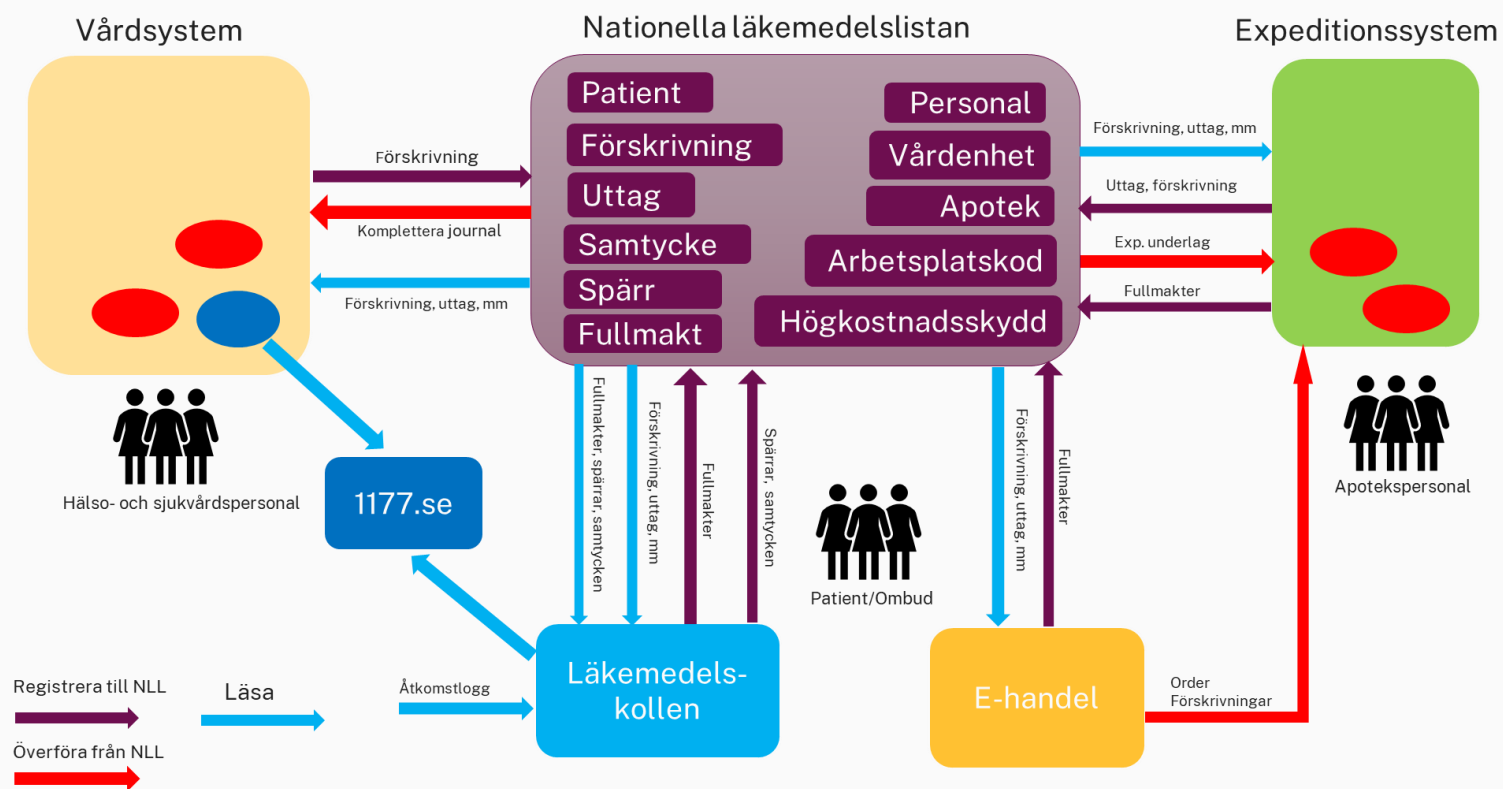 Vårdsystem
Nationella läkemedelslistan
Expeditionssystem
Patient
Förskrivning
Uttag
Samtycke
Spärr
Fullmakt
Personal
Vårdenhet
Apotek
Arbetsplatskod
Högkostnadsskydd
Förskrivning
Komplettera journal
Förskrivning, uttag, mm
Förskrivning, uttag, mm
Uttag, förskrivning
Exp. underlag
Fullmakter
Hälso- och sjukvårdspersonal
1177.se
Fullmakter, spärrar, samtycken
Förskrivning, uttag, mm
Fullmakter
Spärrar, samtycken
Patient/Ombud
Förskrivning, uttag, mm
Fullmakter
Apotekspersonal
Läkemedels-
kollen
E-handel
Order
Förskrivningar
Registrera till NLL
Läsa
Åtkomstlogg
Överföra från NLL